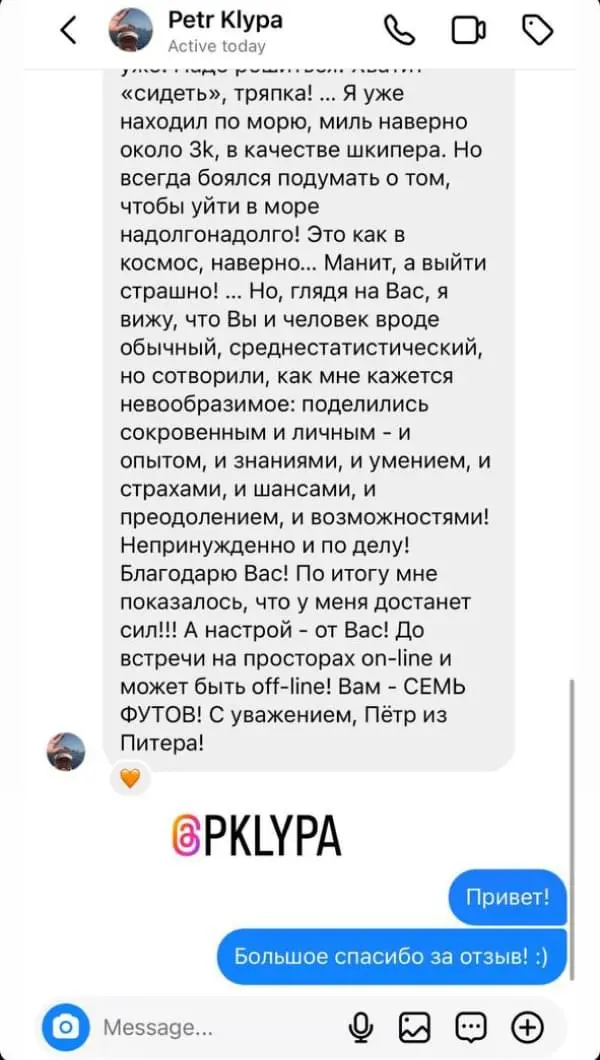 Petr Klypa
Active today
«сидеть», тряпка! ... Я уже
находил по морю, миль наверно
около 3k, в качестве шкипера. Но
всегда боялся подумать о том,
чтобы уйти в море
надолгонадолго! Это как в
космос, наверно... Манит, а выйти
страшно! ... Но, глядя на Вас, я
вижу, что Вы и человек вроде
обычный, среднестатистический,
но сотворили, как мне кажется
невообразимое: поделились
сокровенным и личным - и
опытом, и знаниями, и умением, и
страхами, и шансами, и
преодолением, и возможностями!
Непринужденно и по делу!
Благодарю Вас! По итогу мне
показалось, что у меня достанет
сил!!! А настрой - от Вас! До
встречи на просторах on-line и
может быть off-line! Вам - СЕМЬ
ФУТОВ! С уважением, Пётр из
Питера!
@PKLYPA
Привет!
Большое спасибо за отзыв! :)
Message...